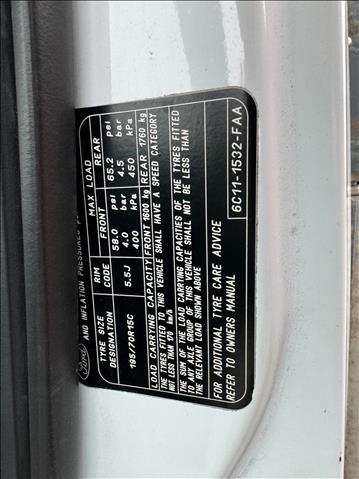 Ford
AND INFLATION PRESSURES
TYRE SIZE DESIGNATION RIM CODE MAX LOAD
FRONT REAR
195/70R15C 5.5J 58.0 psi 65.2 psi
4.0 bar 4.5 bar
400 kPa 450 kPa
LOAD CARRYING CAPACITY FRONT 1600 kg REAR 1760 kg
THE TYRES FITTED TO THIS VEHICLE SHALL HAVE A SPEED CATEGORY
NOT LESS THAN 170 km/h
THE SUM OF THE LOAD CARRYING CAPACITIES OF THE TYRES FITTED
TO ANY AXLE GROUP OF THIS VEHICLE SHALL NOT BE LESS THAN
THE RELEVANT LOAD SHOWN ABOVE
FOR ADDITIONAL TYRE CARE ADVICE
REFER TO OWNERS MANUAL
6C11-1532-FAA